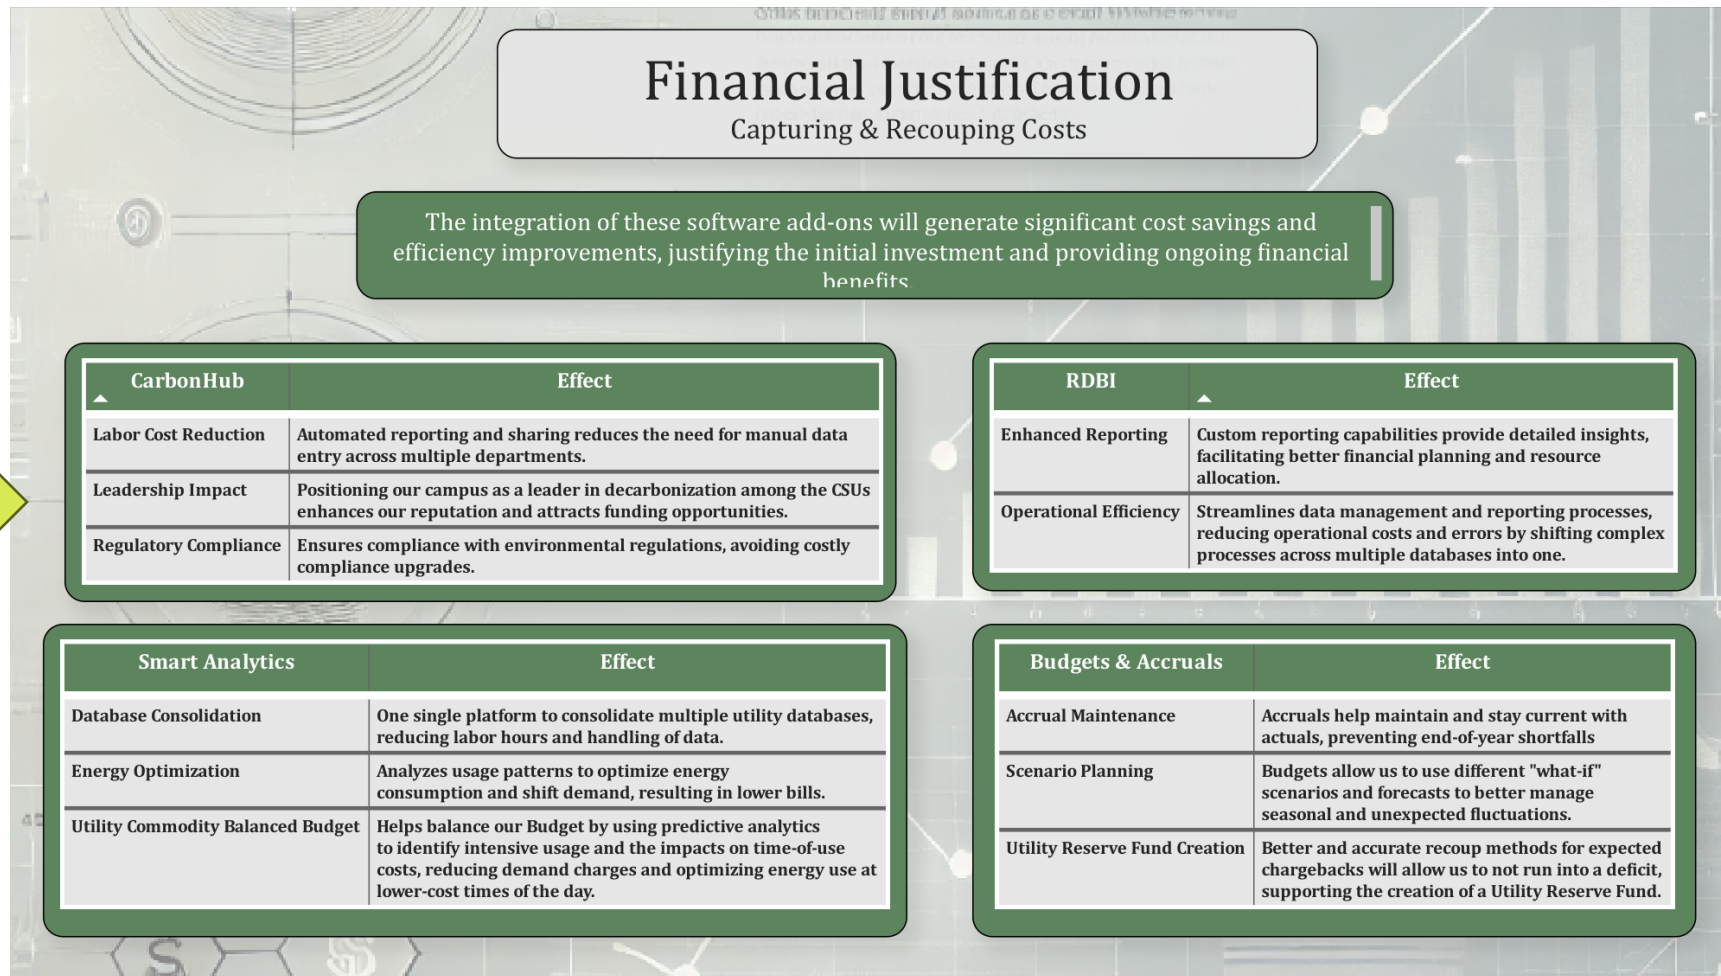 Financial Justification
Capturing & Recouping Costs
The integration of these software add-ons will generate significant cost savings and
efficiency improvements, justifying the initial investment and providing ongoing financial
benefits.
CarbonHub Effect
Labor Cost Reduction Automated reporting and sharing reduces the need for manual data
entry across multiple departments.
Leadership Impact Positioning our campus as a leader in decarbonization among the CSUs
enhances our reputation and attracts funding opportunities.
Regulatory Compliance Ensures compliance with environmental regulations, avoiding costly
compliance upgrades.
RDBI Effect
Enhanced Reporting Custom reporting capabilities provide detailed insights,
facilitating better financial planning and resource
allocation.
Operational Efficiency Streamlines data management and reporting processes,
reducing operational costs and errors by shifting complex
processes across multiple databases into one.
Smart Analytics Effect
Database Consolidation One single platform to consolidate multiple utility databases,
reducing labor hours and handling of data.
Energy Optimization Analyzes usage patterns to optimize energy
consumption and shift demand, resulting in lower bills.
Utility Commodity Balanced Budget Helps balance our Budget by using predictive analytics
to identify intensive usage and the impacts on time-of-use
costs, reducing demand charges and optimizing energy use at
lower-cost times of the day.
Budgets & Accruals Effect
Accrual Maintenance Accruals help maintain and stay current with
actuals, preventing end-of-year shortfalls
Scenario Planning Budgets allow us to use different "what-if"
scenarios and forecasts to better manage
seasonal and unexpected fluctuations.
Utility Reserve Fund Creation Better and accurate recoup methods for expected
chargebacks will allow us to not run into a deficit,
supporting the creation of a Utility Reserve Fund.